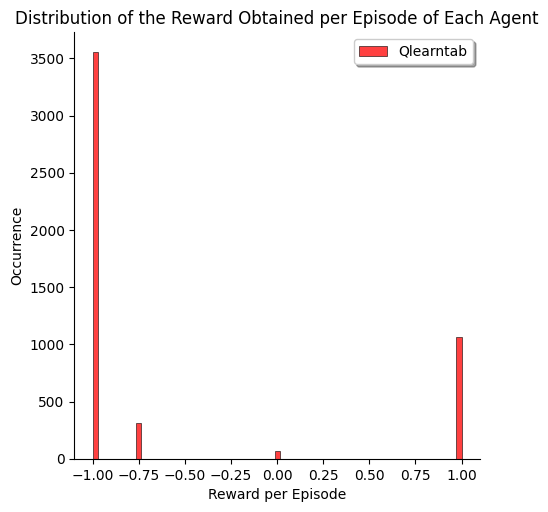 Distribution of the Reward Obtained per Episode of Each Agent
Qlearntab
3500
3000
2500
2000
1500
1000
500
0
Occurrence
−1.00 −0.75 −0.50 −0.25 0.00 0.25 0.50 0.75 1.00
Reward per Episode